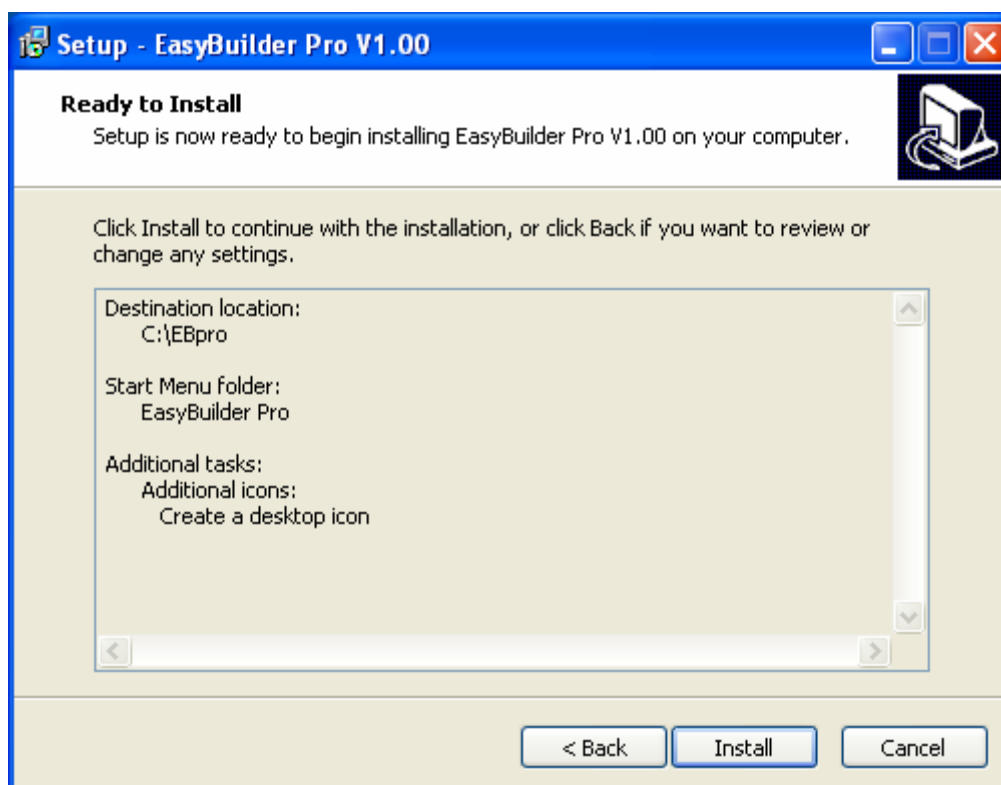 Setup - EasyBuilder Pro V1.00
Ready to Install
Setup is now ready to begin installing EasyBuilder Pro V1.00 on your computer.
Click Install to continue with the installation, or click Back if you want to review or
change any settings.
Destination location:
C:\EBpro
Start Menu folder:
EasyBuilder Pro
Additional tasks:
Additional icons:
Create a desktop icon
< Back
Install
Cancel